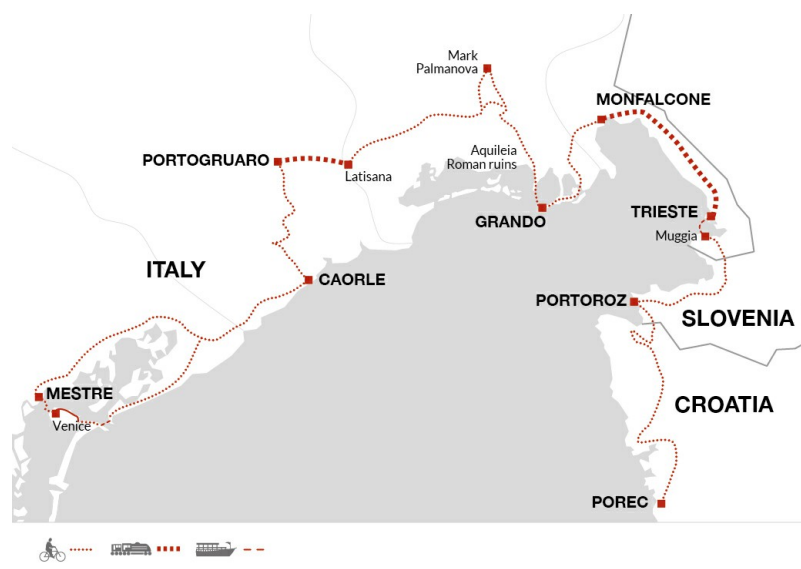 Mark
Palmanova
MONFALCONE
PORTOGRUARO
Latisana
Aquileia
Roman ruins
GRANDO
TRIESTE
Muggia
ITALY
CAORLE
PORTOROZ
SLOVENIA
MESTRE
Venice
CROATIA
POREC